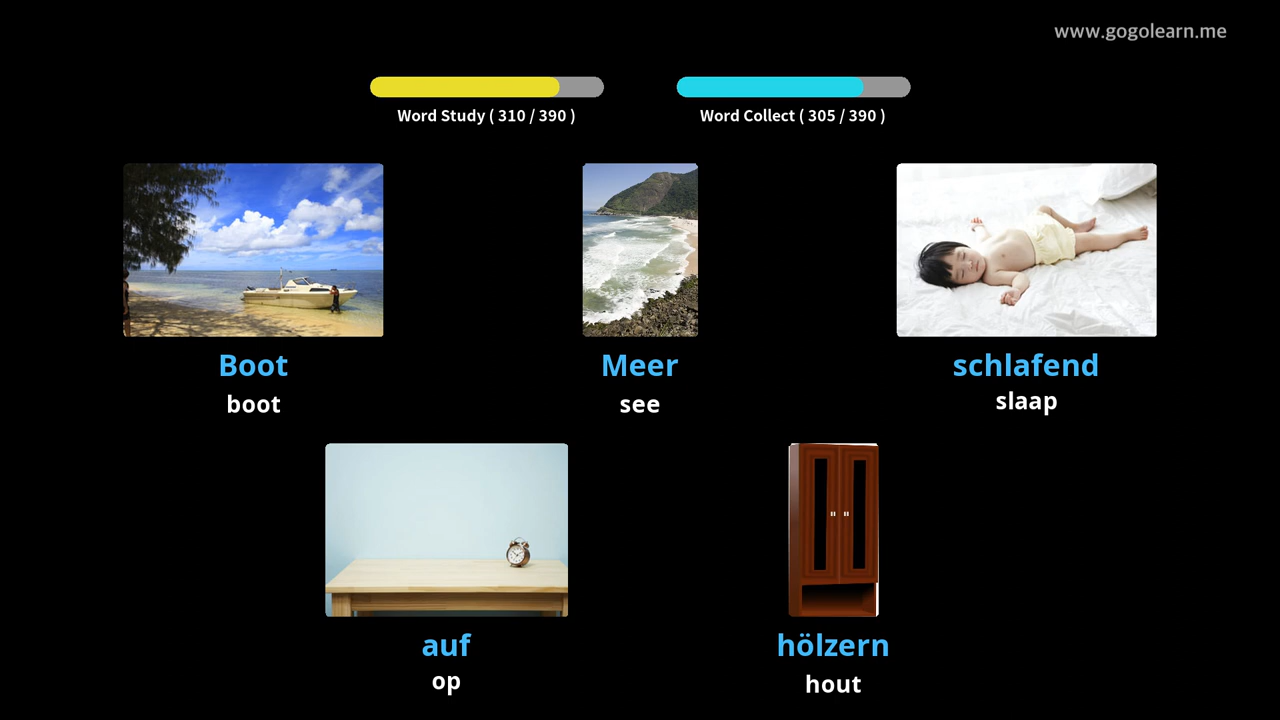 www.gogolearn.me
Word Study ( 310 / 390 )
Word Collect ( 305 / 390 )
Boot
boot
Meer
see
schlafend
slaap
auf
op
hölzern
hout